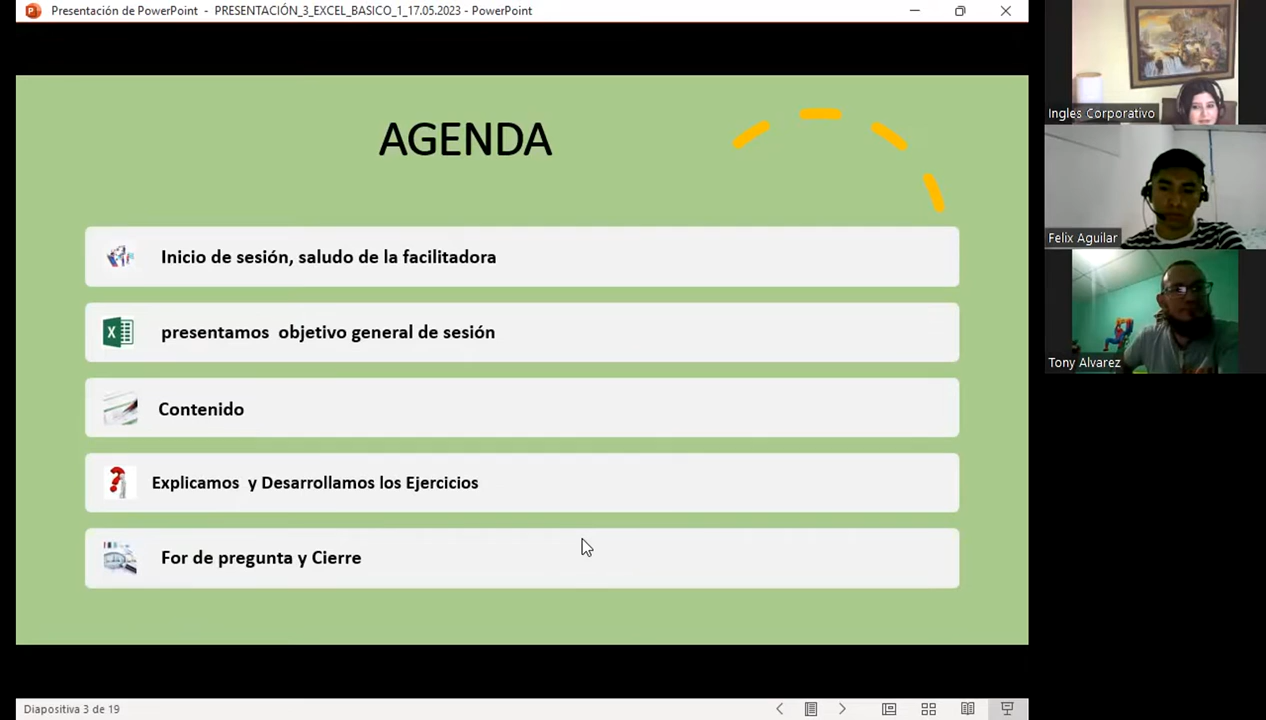 Presentación de PowerPoint - PRESENTACIÓN_3_EXCEL_BASICO_1_17.05.2023 - PowerPoint
AGENDA
Inicio de sesión, saludo de la facilitadora
presentamos objetivo general de sesión
Contenido
Explicamos y Desarrollamos los Ejercicios
For de pregunta y Cierre
Diapositiva 3 de 19
Ingles Corporativo
Felix Aguilar
Tony Alvarez